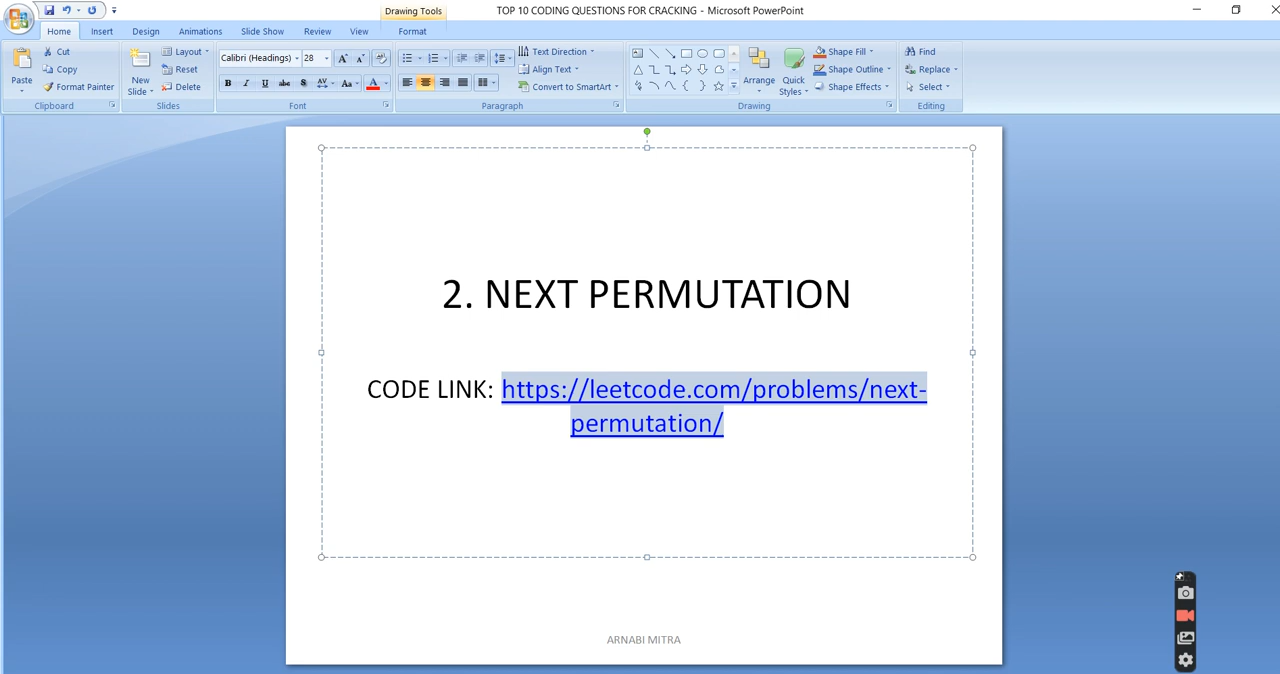 TOP 10 CODING QUESTIONS FOR CRACKING - Microsoft PowerPoint
Drawing Tools
Home Insert Design Animations Slide Show Review View Format
Paste
Cut
Copy
Format Painter
Clipboard
New Slide
Layout
Reset
Delete
Slides
Calibri (Headings) 28
B I U abc S AV Aa A
Font
Text Direction
Align Text
Convert to SmartArt
Paragraph
Arrange
Quick Styles
Shape Fill
Shape Outline
Shape Effects
Drawing
Find
Replace
Select
Editing
2. NEXT PERMUTATION
CODE LINK: https://leetcode.com/problems/next-
permutation/
ARNABI MITRA